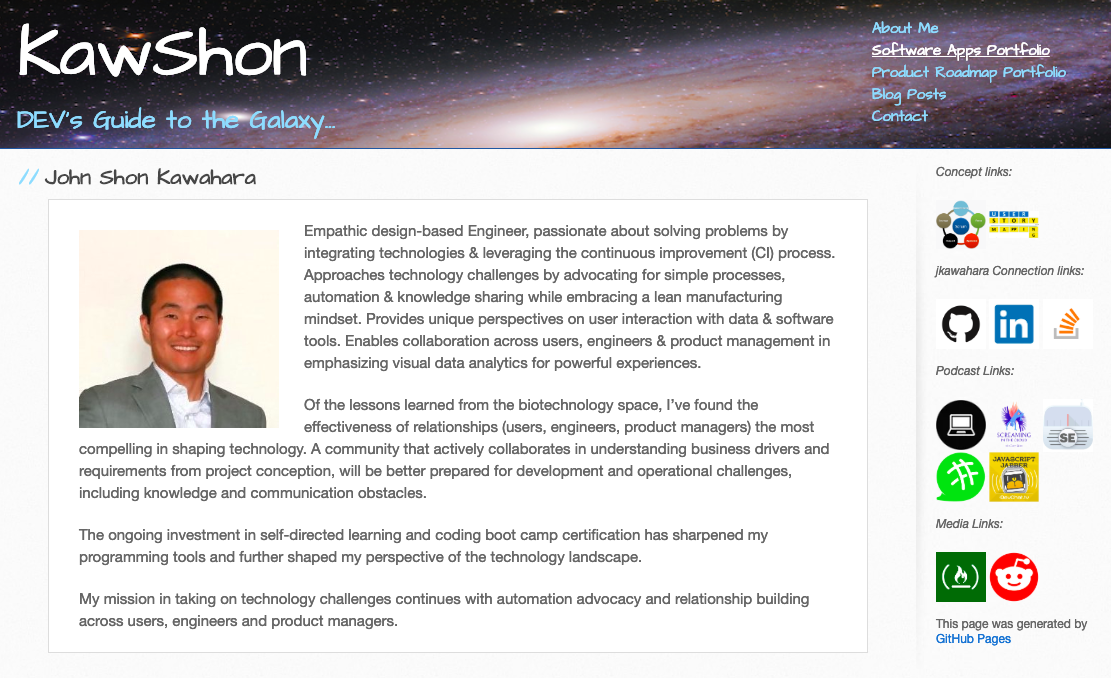 KawShon
DEV's Guide to the Galaxy...
About Me
Software Apps Portfolio
Product Roadmap Portfolio
Blog Posts
Contact
// John Shon Kawahara
Empathic design-based Engineer, passionate about solving problems by
integrating technologies & leveraging the continuous improvement (CI) process.
Approaches technology challenges by advocating for simple processes,
automation & knowledge sharing while embracing a lean manufacturing
mindset. Provides unique perspectives on user interaction with data & software
tools. Enables collaboration across users, engineers & product management in
emphasizing visual data analytics for powerful experiences.
Of the lessons learned from the biotechnology space, I've found the
effectiveness of relationships (users, engineers, product managers) the most
compelling in shaping technology. A community that actively collaborates in understanding business drivers and
requirements from project conception, will be better prepared for development and operational challenges,
including knowledge and communication obstacles.
The ongoing investment in self-directed learning and coding boot camp certification has sharpened my
programming tools and further shaped my perspective of the technology landscape.
My mission in taking on technology challenges continues with automation advocacy and relationship building
across users, engineers and product managers.
Concept links:
USER
STORY
MAPPING
jkawahara Connection links:
in
Podcast Links:
SCREAMING
SE
JAVASCRIPT
JABBER
Media Links:
This page was generated by
GitHub Pages